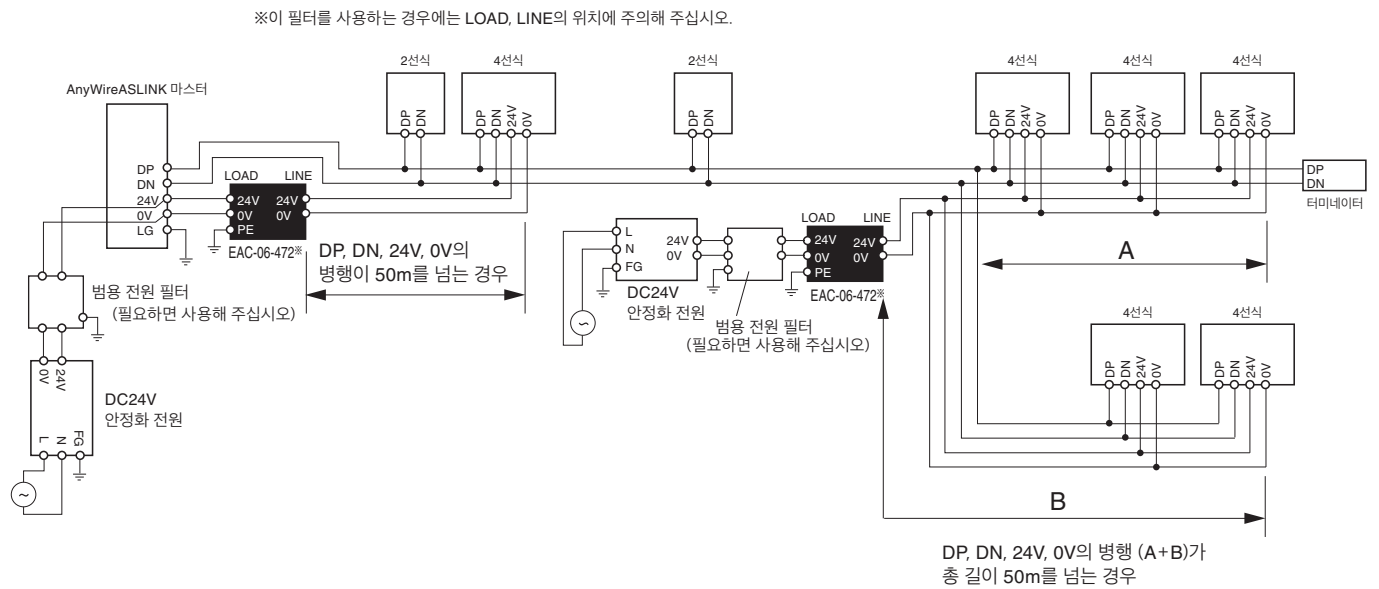 ※이 필터를 사용하는 경우에는 LOAD, LINE의 위치에 주의해 주십시오.
2선식
4선식
2선식
4선식
4선식
4선식
AnyWireASLINK 마스터
DP
DN
DP
DN
24V
0V
DP
DN
DP
DN
24V
0V
DP
DN
24V
0V
DP
DN
24V
0V
DP
DN
24V
0V
LG
LOAD
LINE
24V
24V
0V
0V
PE
EAC-06-472※
DP
DN
터미네이터
DP, DN, 24V, 0V의
병행이 50m를 넘는 경우
L
N
FG
24V
0V
DC24V
안정화 전원
LOAD
LINE
24V
24V
0V
0V
PE
EAC-06-472※
A
범용 전원 필터
(필요하면 사용해 주십시오)
~
범용 전원 필터
(필요하면 사용해 주십시오)
4선식
4선식
DP
DN
24V
0V
DP
DN
24V
0V
0V
24V
DC24V
안정화 전원
L
N
FG
~
B
DP, DN, 24V, 0V의 병행 (A+B)가
총 길이 50m를 넘는 경우